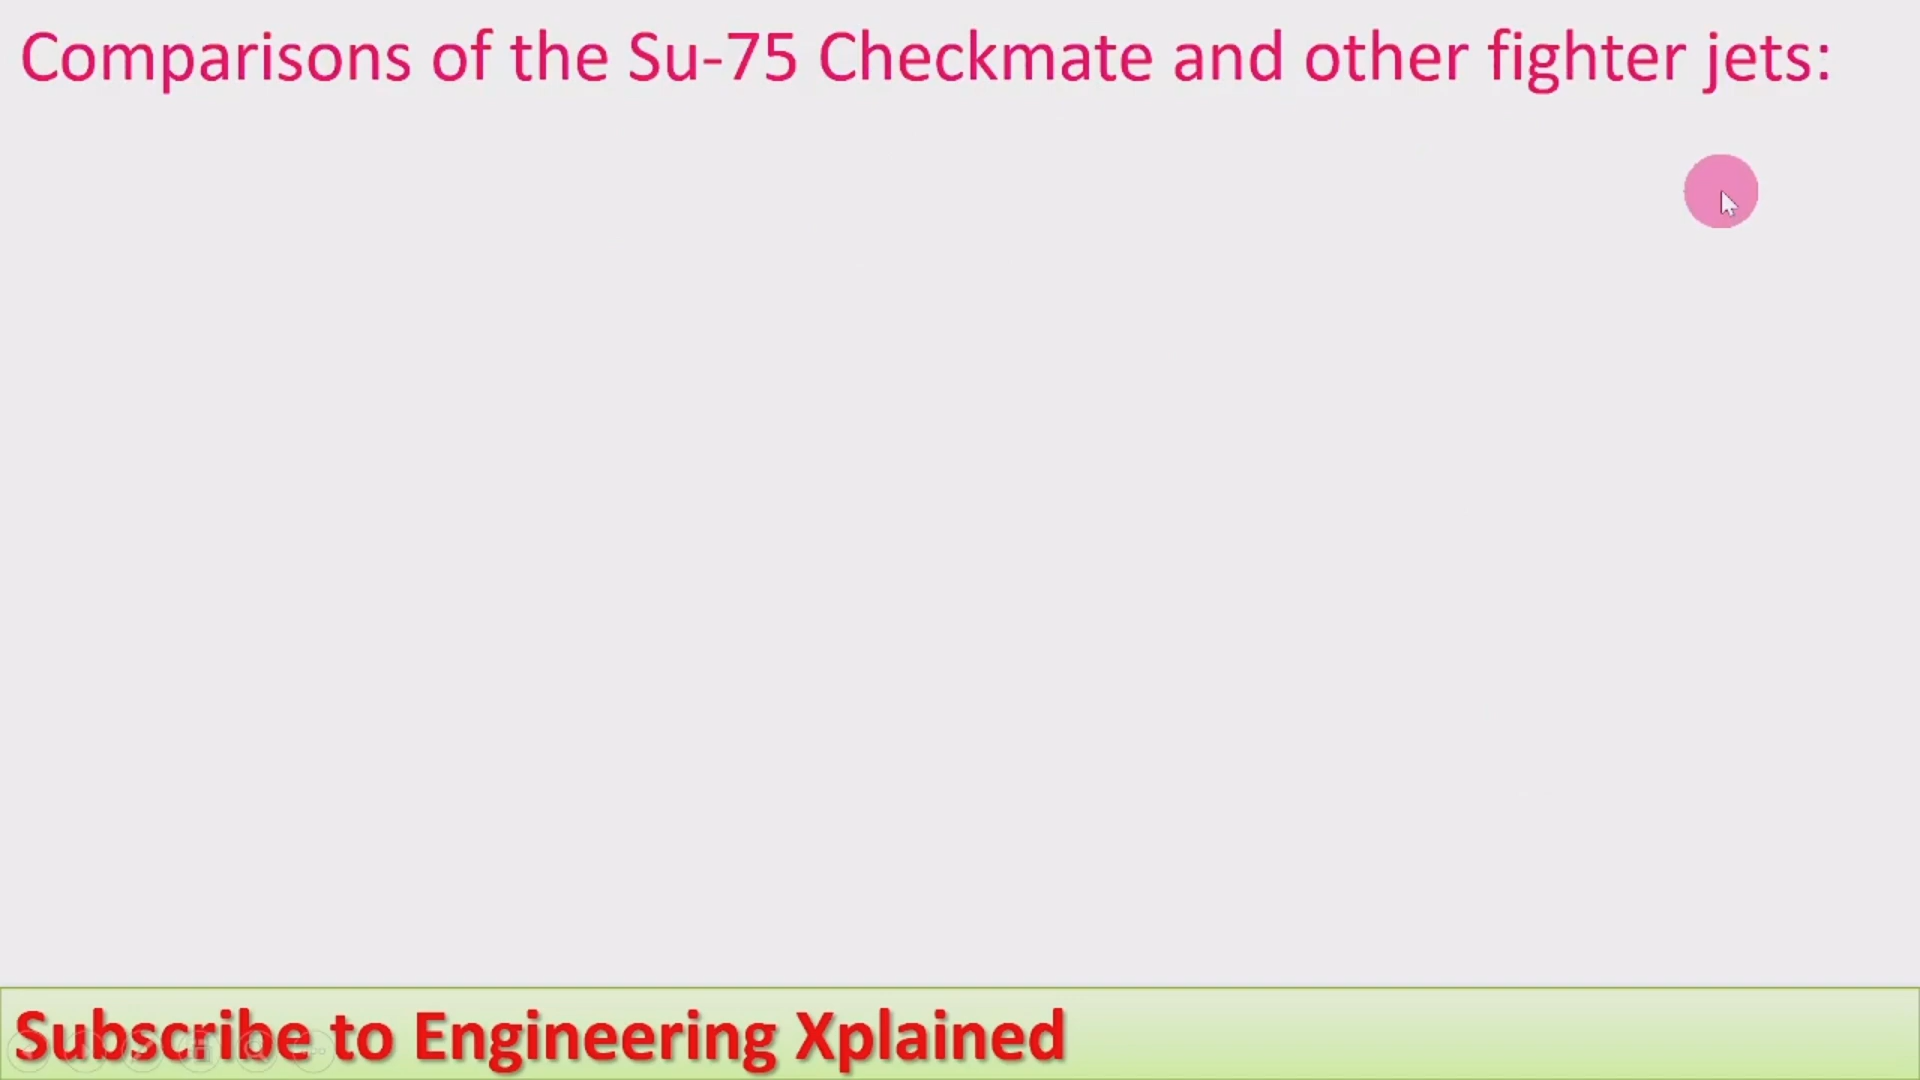 Comparisons of the Su-75 Checkmate and other fighter jets:
Subscribe to Engineering Xplained